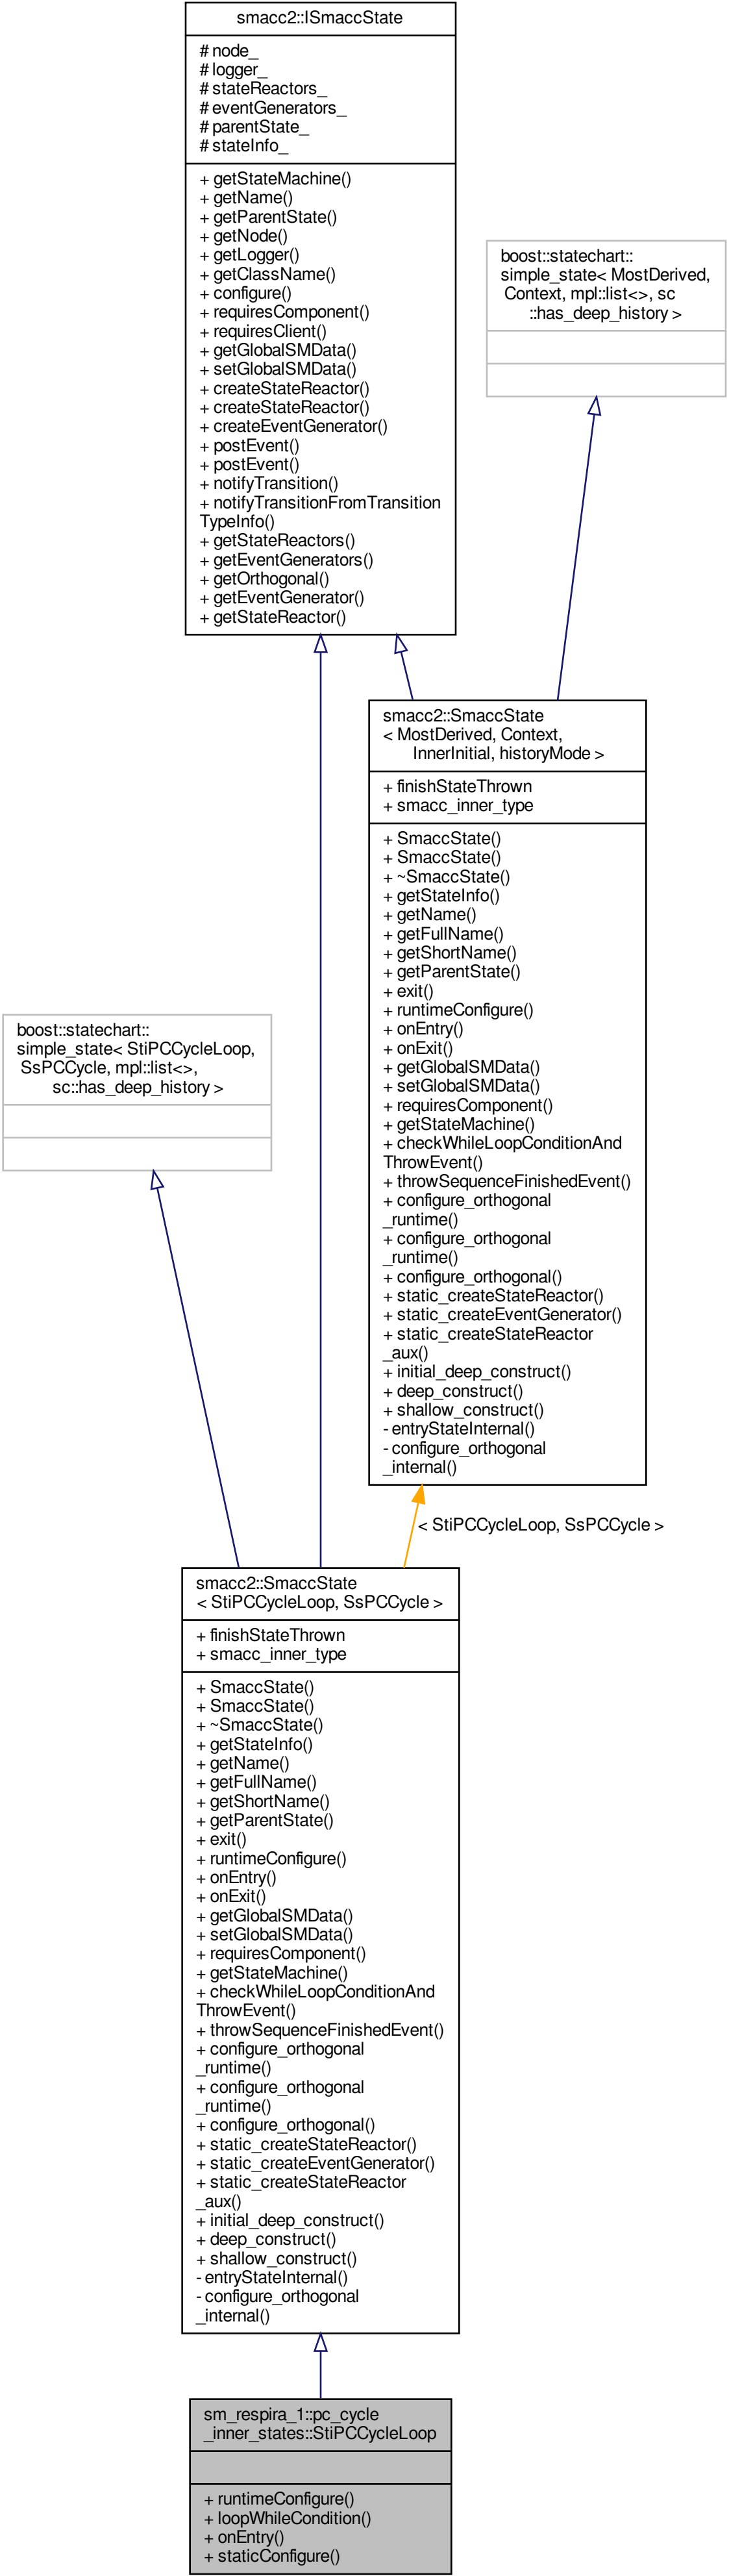 smacc2::ISmaccState
# node_
# logger_
# stateReactors_
# eventGenerators_
# parentState_
# stateInfo_
+ getStateMachine()
+ getName()
+ getParentState()
+ getNode()
+ getLogger()
+ getClassName()
+ configure()
+ requiresComponent()
+ requiresClient()
+ getGlobalSMData()
+ setGlobalSMData()
+ createStateReactor()
+ createStateReactor()
+ createEventGenerator()
+ postEvent()
+ postEvent()
+ notifyTransition()
+ notifyTransitionFromTransition
TypeInfo()
+ getStateReactors()
+ getEventGenerators()
+ getOrthogonal()
+ getEventGenerator()
+ getStateReactor()
boost::statechart::
simple_state< MostDerived,
Context, mpl::list<>, sc
::has_deep_history >
smacc2::SmaccState
< MostDerived, Context,
InnerInitial, historyMode >
+ finishStateThrown
+ smacc_inner_type
+ SmaccState()
+ SmaccState()
+ ~SmaccState()
+ getStateInfo()
+ getName()
+ getFullName()
+ getShortName()
+ getParentState()
+ exit()
+ runtimeConfigure()
+ onEntry()
+ onExit()
+ getGlobalSMData()
+ setGlobalSMData()
+ requiresComponent()
+ getStateMachine()
+ checkWhileLoopConditionAnd
ThrowEvent()
+ throwSequenceFinishedEvent()
+ configure_orthogonal
_runtime()
+ configure_orthogonal
_runtime()
+ configure_orthogonal()
+ static_createStateReactor()
+ static_createEventGenerator()
+ static_createStateReactor
_aux()
+ initial_deep_construct()
+ deep_construct()
+ shallow_construct()
- entryStateInternal()
- configure_orthogonal
_internal()
boost::statechart::
simple_state< StiPCCycleLoop,
SsPCCycle, mpl::list<>,
sc::has_deep_history >
< StiPCCycleLoop, SsPCCycle >
smacc2::SmaccState
< StiPCCycleLoop, SsPCCycle >
+ finishStateThrown
+ smacc_inner_type
+ SmaccState()
+ SmaccState()
+ ~SmaccState()
+ getStateInfo()
+ getName()
+ getFullName()
+ getShortName()
+ getParentState()
+ exit()
+ runtimeConfigure()
+ onEntry()
+ onExit()
+ getGlobalSMData()
+ setGlobalSMData()
+ requiresComponent()
+ getStateMachine()
+ checkWhileLoopConditionAnd
ThrowEvent()
+ throwSequenceFinishedEvent()
+ configure_orthogonal
_runtime()
+ configure_orthogonal
_runtime()
+ configure_orthogonal()
+ static_createStateReactor()
+ static_createEventGenerator()
+ static_createStateReactor
_aux()
+ initial_deep_construct()
+ deep_construct()
+ shallow_construct()
- entryStateInternal()
- configure_orthogonal
_internal()
sm_respira_1::pc_cycle
_inner_states::StiPCCycleLoop
+ runtimeConfigure()
+ loopWhileCondition()
+ onEntry()
+ staticConfigure()